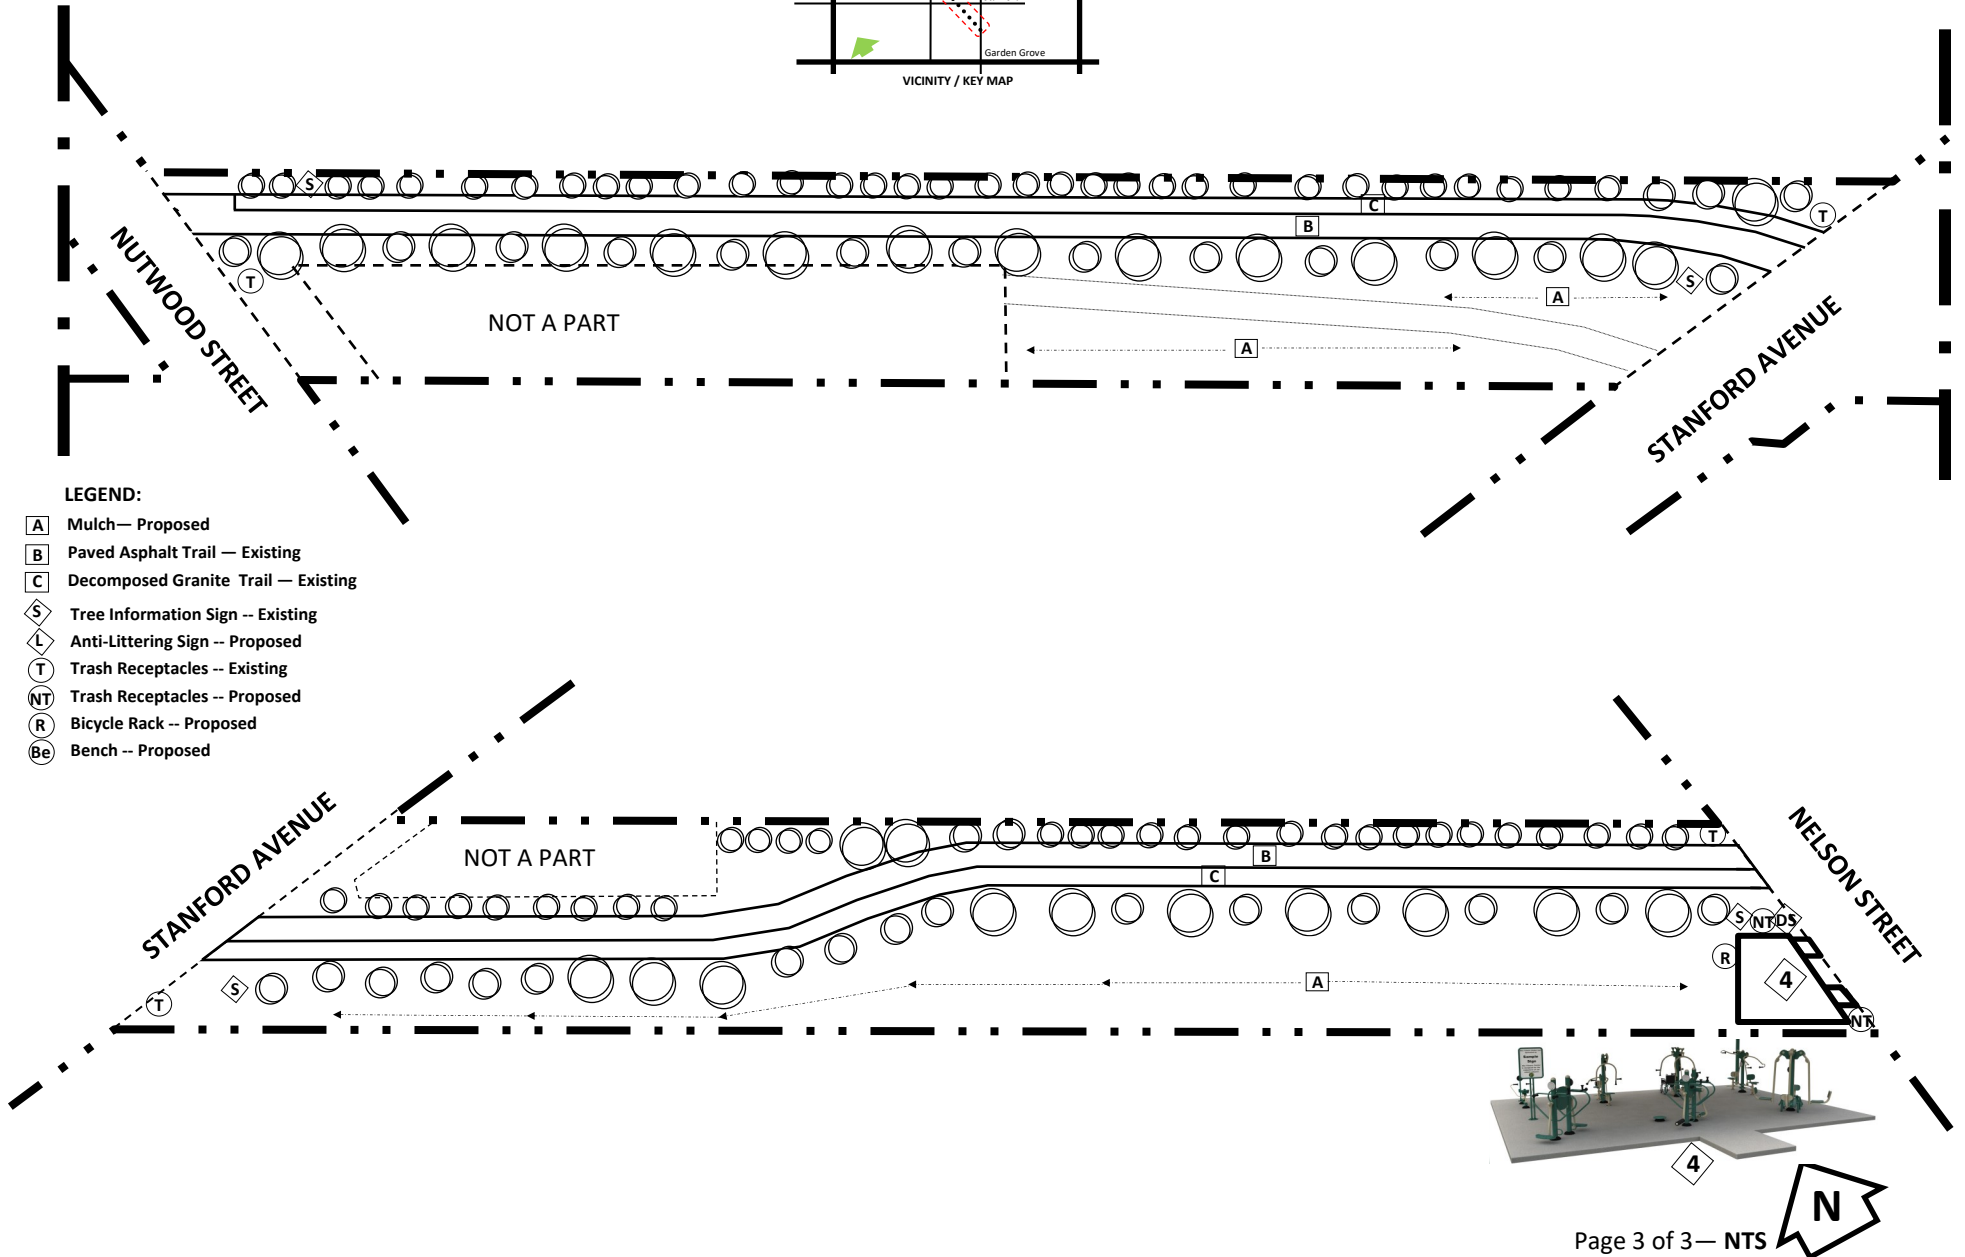 Garden Grove
VICINITY / KEY MAP
S
C
T
B
NUTWOOD STREET
T
S
A
NOT A PART
A
STANFORD AVENUE
LEGEND:
A Mulch— Proposed
B Paved Asphalt Trail — Existing
C Decomposed Granite Trail — Existing
S Tree Information Sign -- Existing
L Anti-Littering Sign -- Proposed
T Trash Receptacles -- Existing
NT Trash Receptacles -- Proposed
R Bicycle Rack -- Proposed
Be Bench -- Proposed
STANFORD AVENUE
NOT A PART
T
B
C
NELSON STREET
S NT DS
R
4
A
S
T
NT
4
N
Page 3 of 3— NTS